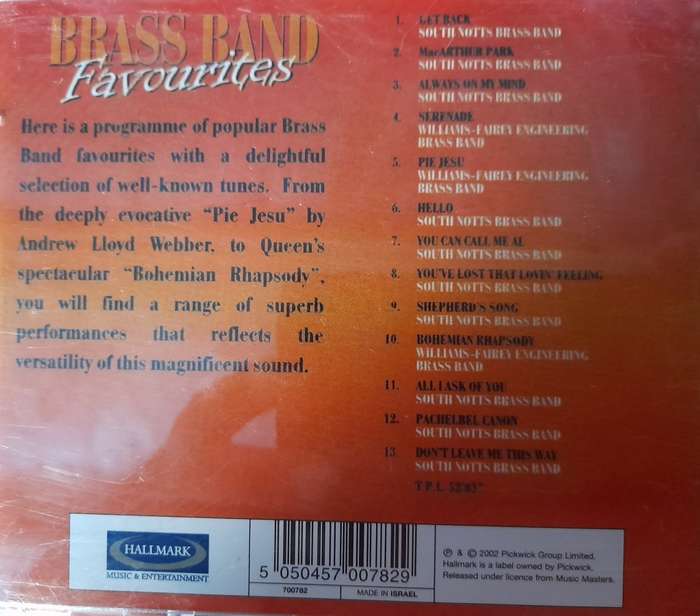 BRASS BAND
Favourites
Here is a programme of popular Brass
Band favourites with a delightful
selection of well-known tunes. From
the deeply evocative "Pie Jesu" by
Andrew Lloyd Webber, to Queen's
spectacular "Bohemian Rhapsody",
you will find a range of superb
performances that reflects the
versatility of this magnificent sound.
1. GET BACK
SOUTH NOTTS BRASS BAND
2. MacARTHUR PARK
SOUTH NOTTS BRASS BAND
3. ALWAYS ON MY MIND
SOUTH NOTTS BRASS BAND
4. SERENADE
WILLIAMS-FAIREY ENGINEERING
BRASS BAND
5. PIE JESU
WILLIAMS-FAIREY ENGINEERING
BRASS BAND
6. HELLO
SOUTH NOTTS BRASS BAND
7. YOU CAN CALL ME AL
SOUTH NOTTS BRASS BAND
8. YOU'VE LOST THAT LOVIN' FEELING
SOUTH NOTTS BRASS BAND
9. SHEPHERD'S SONG
SOUTH NOTTS BRASS BAND
10. BOHEMIAN RHAPSODY
WILLIAMS-FAIREY ENGINEERING
BRASS BAND
11. ALL I ASK OF YOU
SOUTH NOTTS BRASS BAND
12. PACHELBEL CANON
SOUTH NOTTS BRASS BAND
13. DON'T LEAVE ME THIS WAY
SOUTH NOTTS BRASS BAND
T.P.L. 52'03"
HALLMARK
MUSIC & ENTERTAINMENT
5 050457 007829
700782 MADE IN ISRAEL
℗ & © 2002 Pickwick Group Limited.
Hallmark is a label owned by Pickwick.
Released under licence from Music Masters.